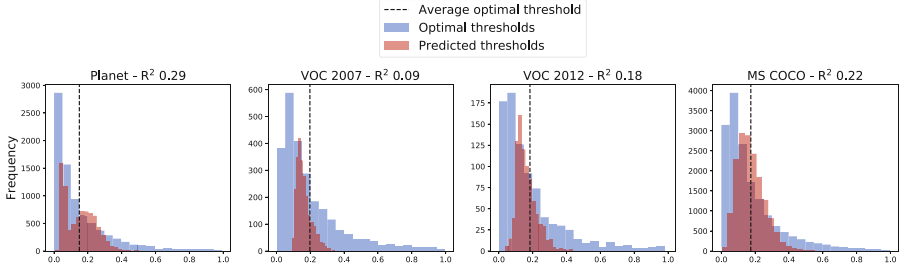 Average optimal threshold
Optimal thresholds
Predicted thresholds
Planet - R² 0.29
VOC 2007 - R² 0.09
VOC 2012 - R² 0.18
MS COCO - R² 0.22
Frequency
3000
2500
2000
1500
1000
500
0
0.0 0.2 0.4 0.6 0.8 1.0
700
600
500
400
300
200
100
0
0.0 0.2 0.4 0.6 0.8 1.0
175
150
125
100
75
50
25
0
0.0 0.2 0.4 0.6 0.8 1.0
4000
3500
3000
2500
2000
1500
1000
500
0
0.0 0.2 0.4 0.6 0.8 1.0